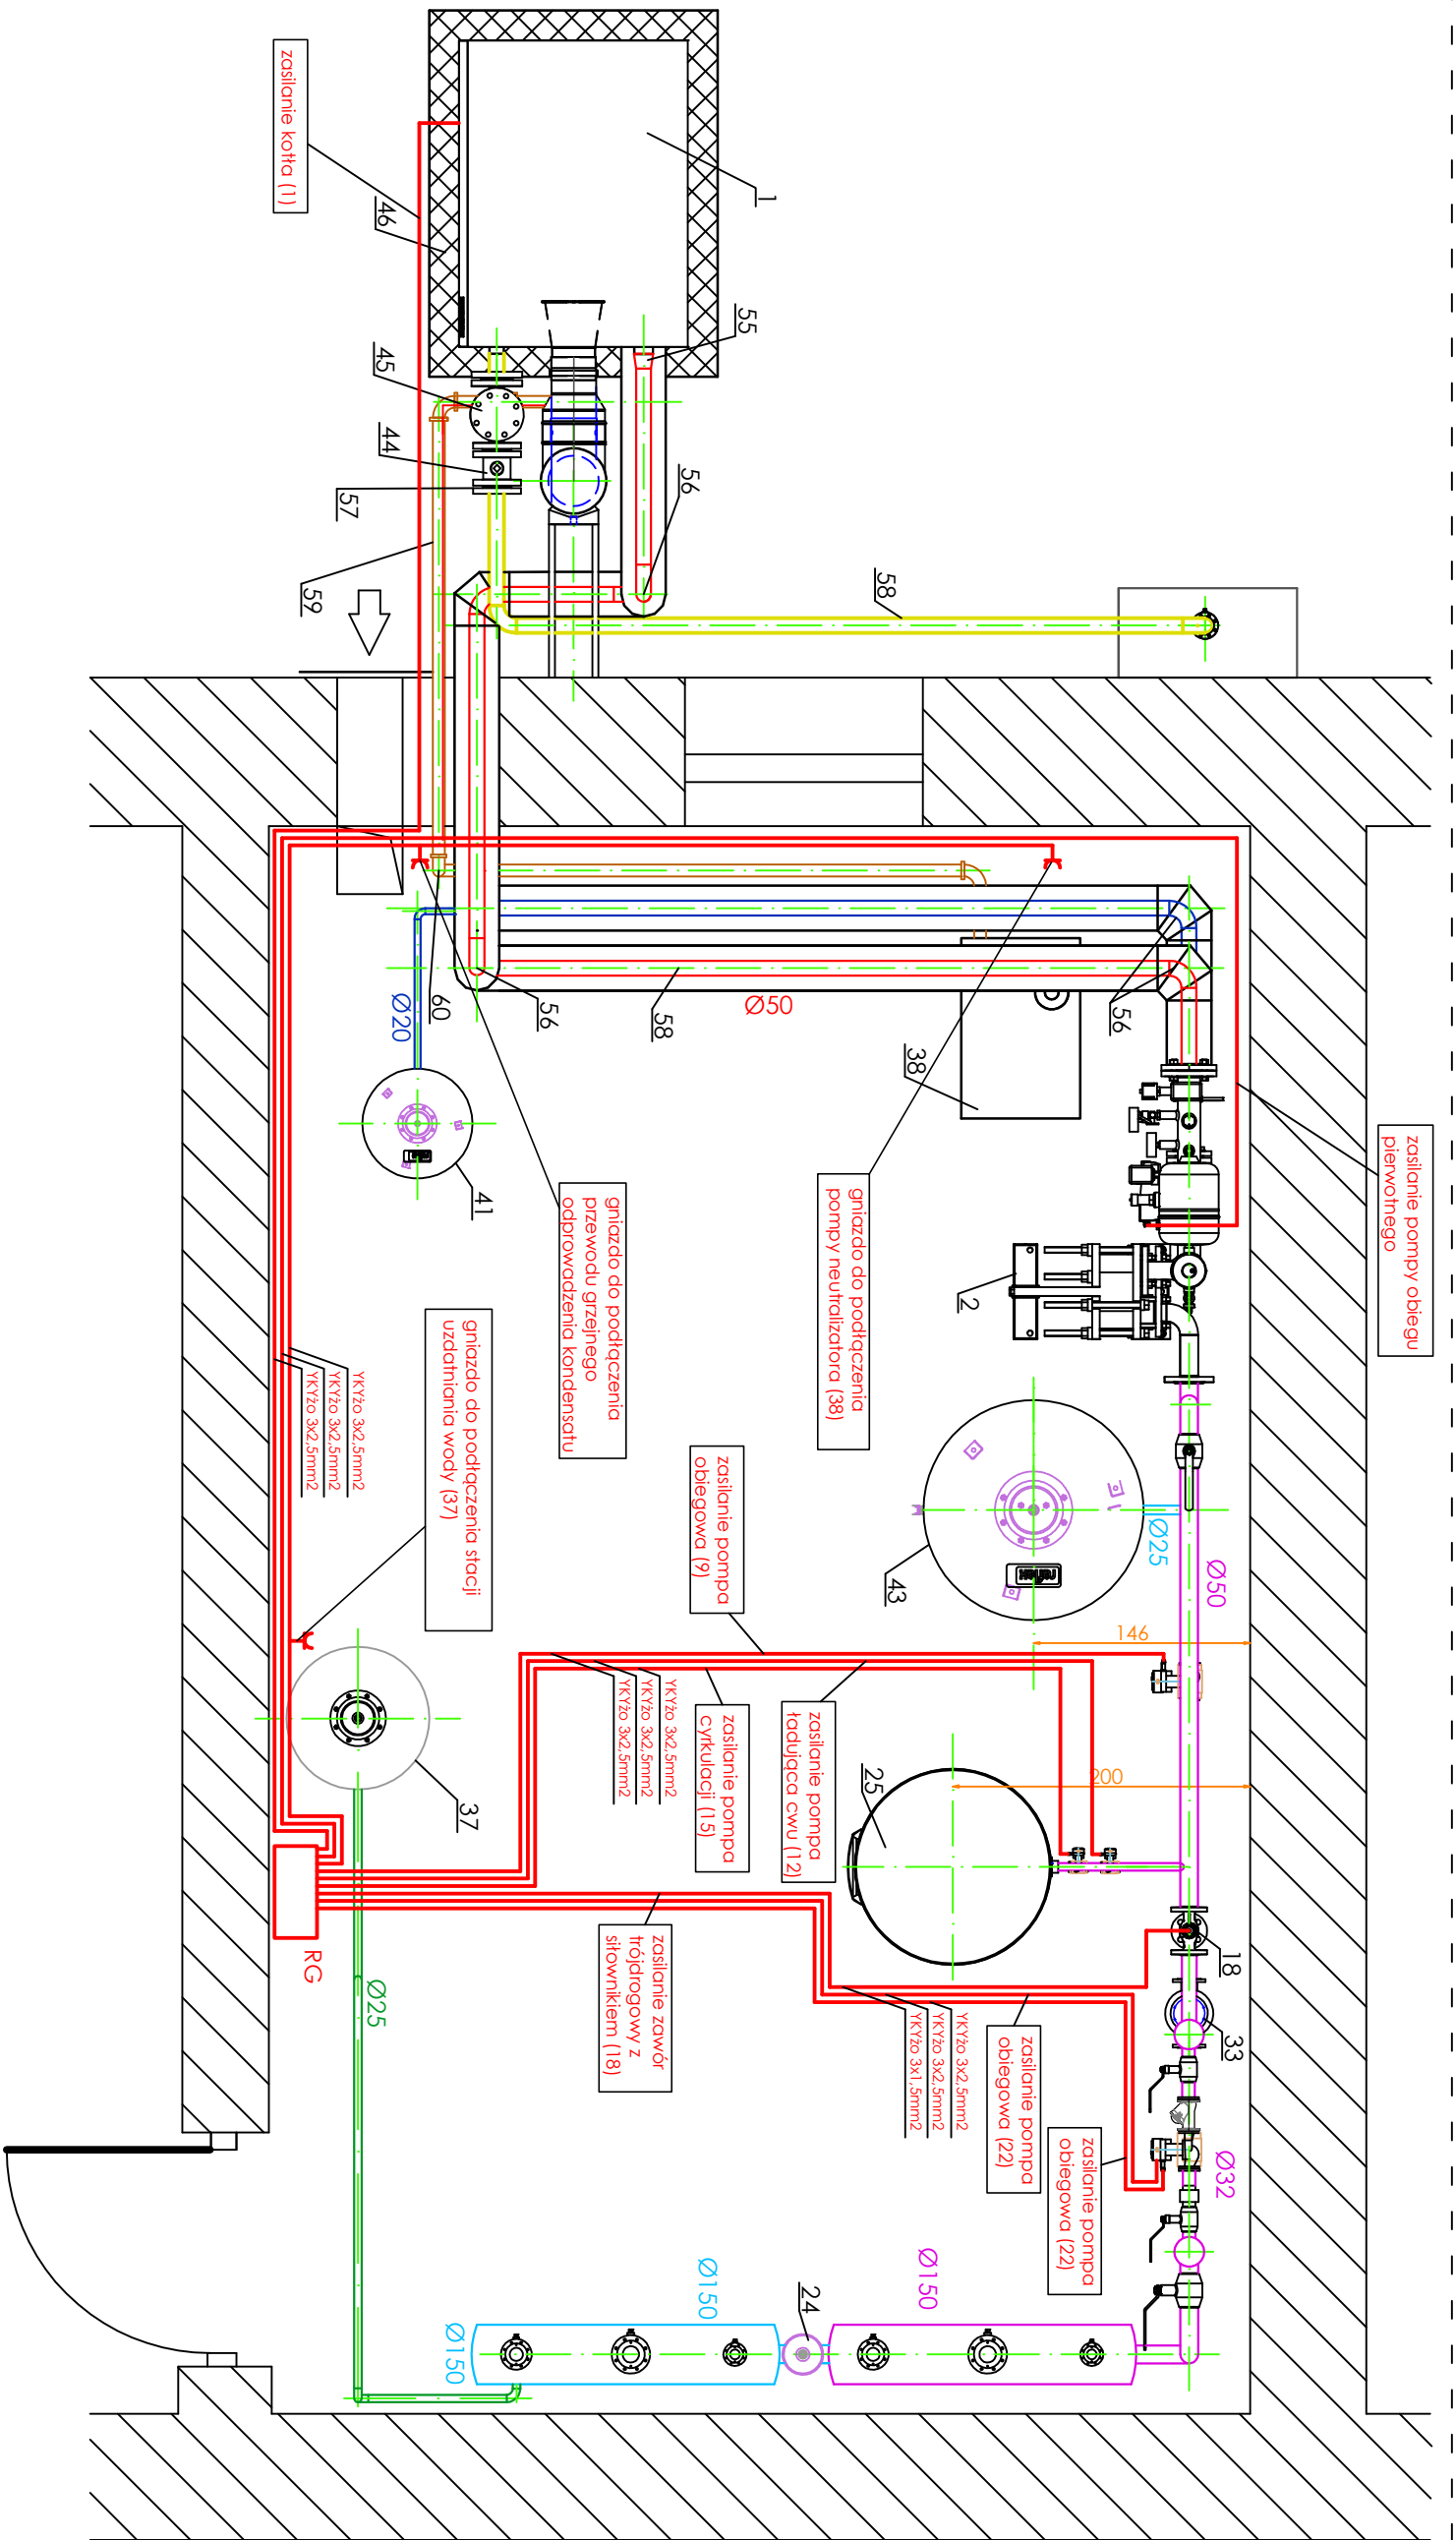 zasilanie kotła (1)
46
1
55
45
44
57
59
56
58
zasilanie pompy obiegu
pierwotnego
60
Ø20
56
58
Ø50
56
38
41
2
gniazdo do podłączenia
pompy neutralizatora (38)
gniazdo do podłączenia
przewodu grzejnego
odprowadzenia kondensatu
gniazdo do podłączenia stacji
uzdatniania wody (37)
YKYżo 3x2,5mm2
YKYżo 3x2,5mm2
YKYżo 3x2,5mm2
Ø25
Ø50
43
reflex
146
zasilanie pompa
obiegowa (9)
YKYżo 3x2,5mm2
YKYżo 3x2,5mm2
YKYżo 3x2,5mm2
zasilanie pompa
cyrkulacji (15)
zasilanie pompa
ładująca cwu (12)
200
25
37
RG
Ø25
18
33
zasilanie zawór
trójdrogowy z
siłownikiem (18)
YKYżo 3x2,5mm2
YKYżo 3x2,5mm2
YKYżo 3x1,5mm2
zasilanie pompa
obiegowa (22)
zasilanie pompa
obiegowa (22)
Ø32
Ø150
24
Ø150
Ø150